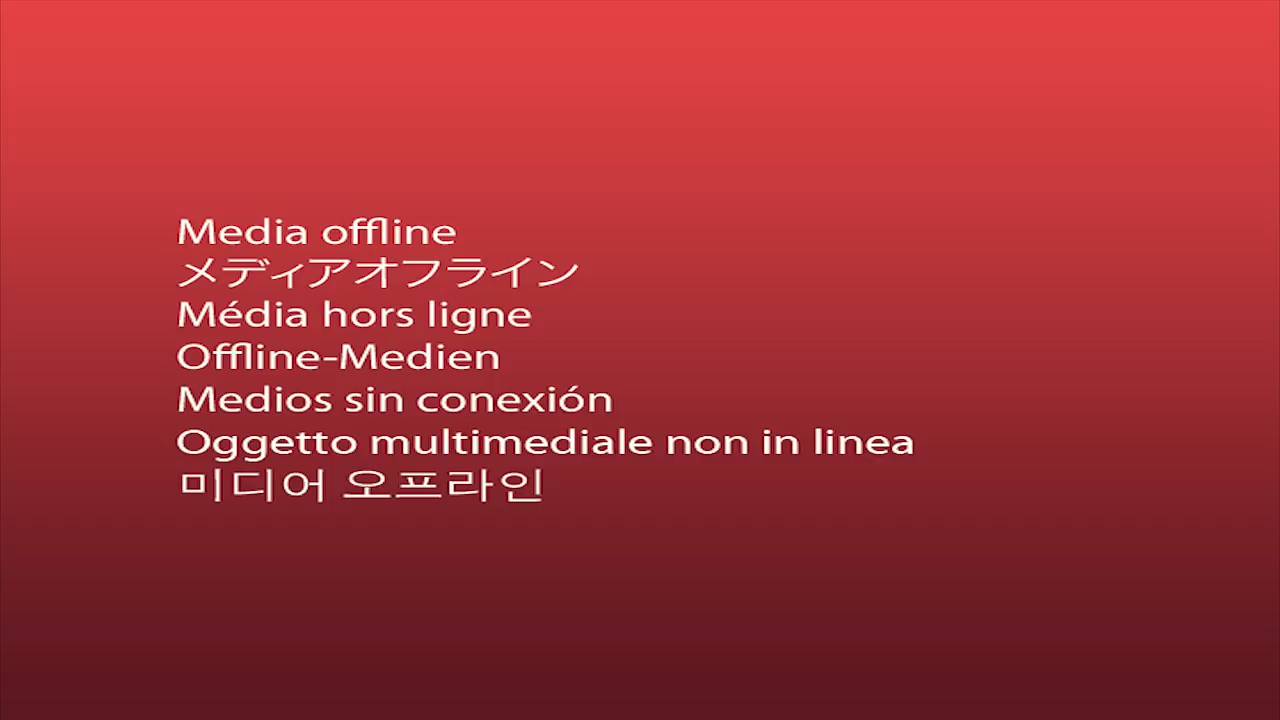 Media offline
メディアオフライン
Média hors ligne
Offline-Medien
Medios sin conexión
Oggetto multimediale non in linea
미디어 오프라인